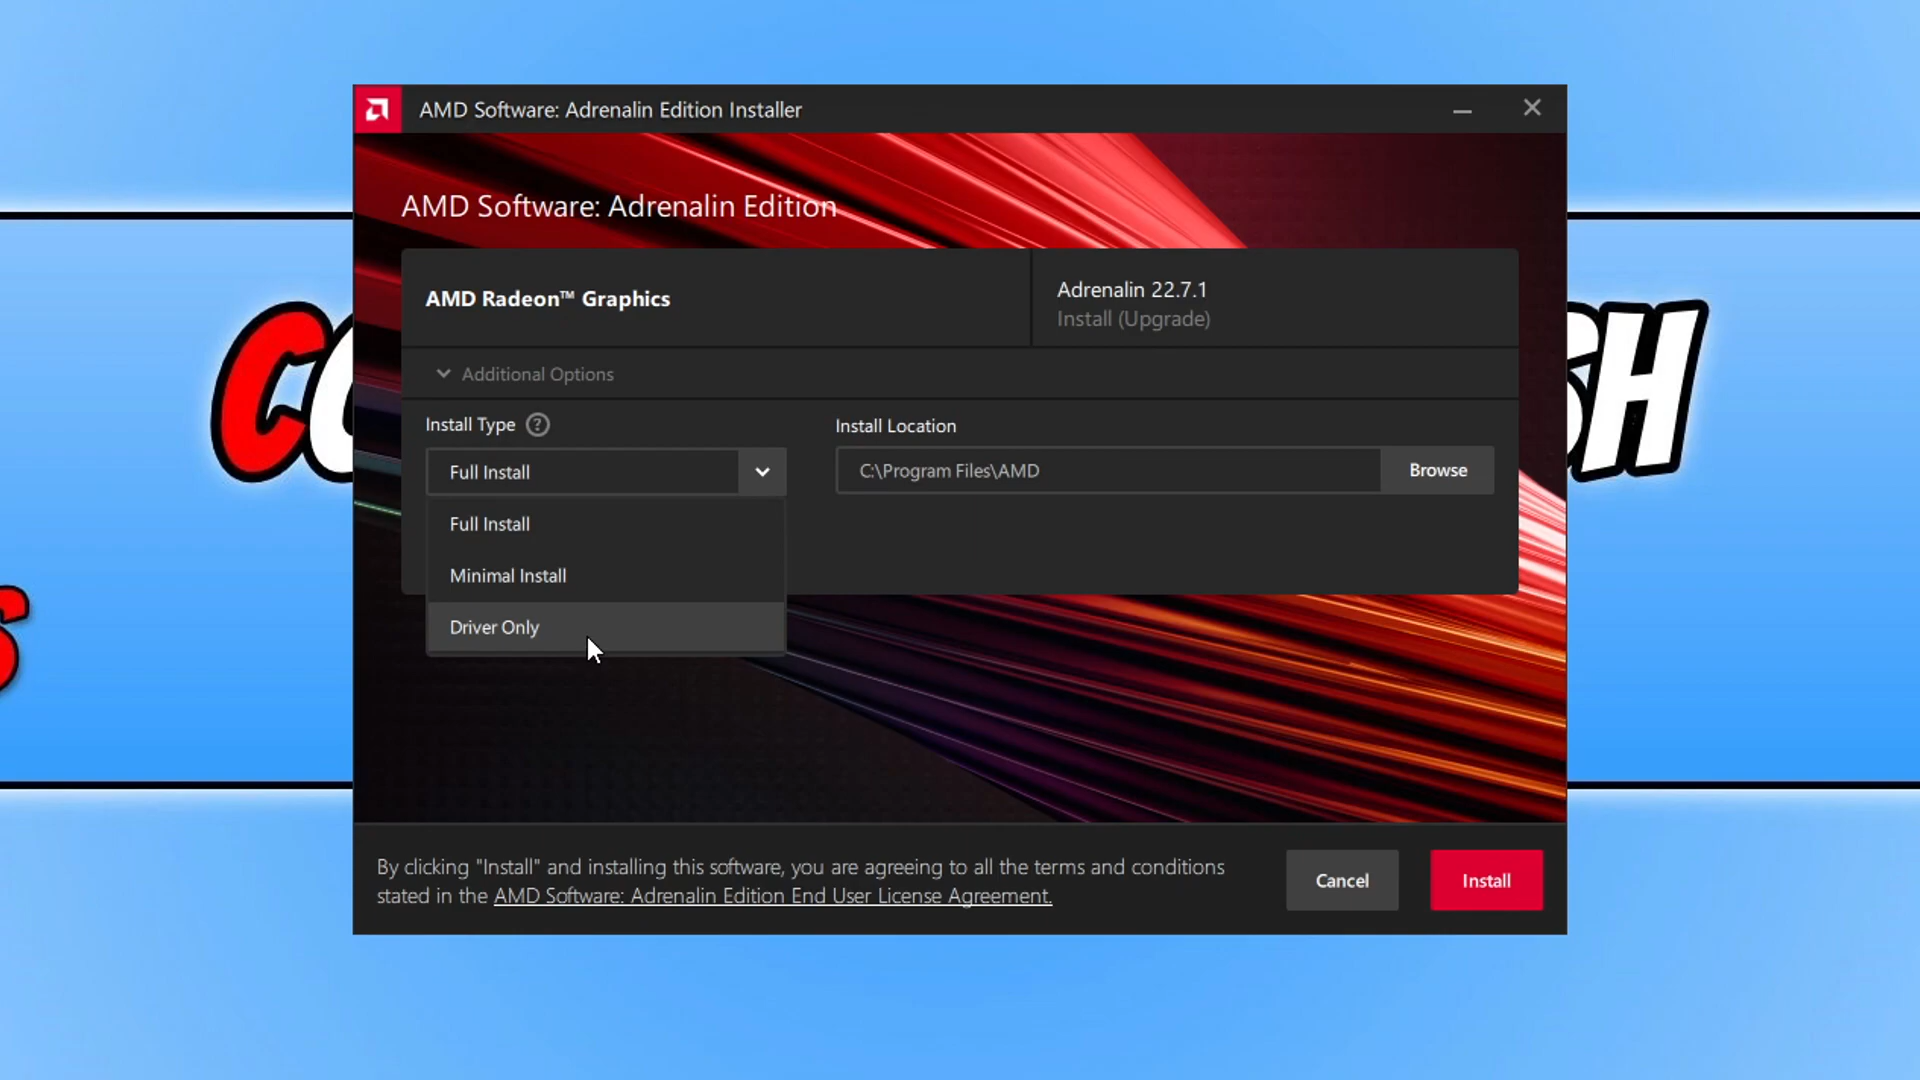 AMD Software: Adrenalin Edition Installer
AMD Software: Adrenalin Edition
AMD Radeon™ Graphics
Adrenalin 22.7.1
Install (Upgrade)
Additional Options
Install Type ?
Install Location
Full Install
C:\Program Files\AMD
Browse
Full Install
Minimal Install
Driver Only
By clicking "Install" and installing this software, you are agreeing to all the terms and conditions
stated in the AMD Software: Adrenalin Edition End User License Agreement.
Cancel
Install